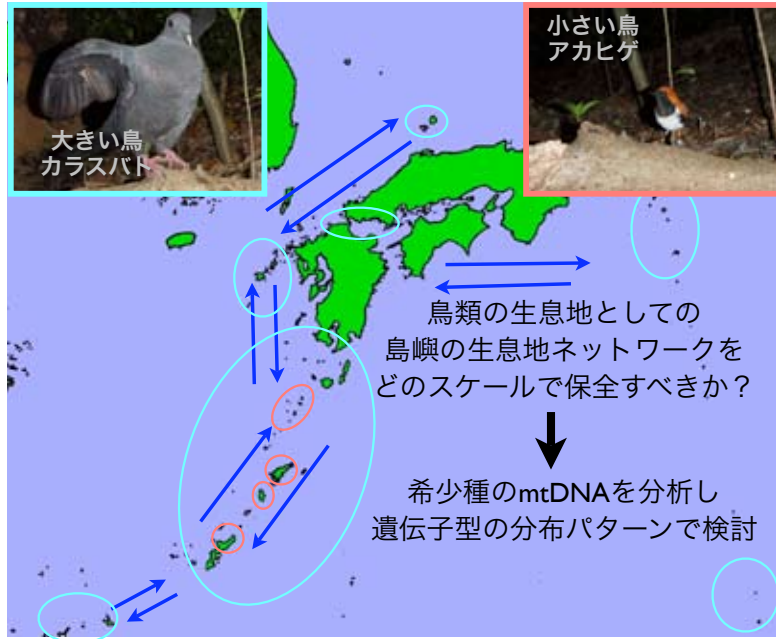 大きい鳥
カラスバト
小さい鳥
アカヒゲ
鳥類の生息地としての
島嶼の生息地ネットワークを
どのスケールで保全すべきか？
希少種のmtDNAを分析し
遺伝子型の分布パターンで検討